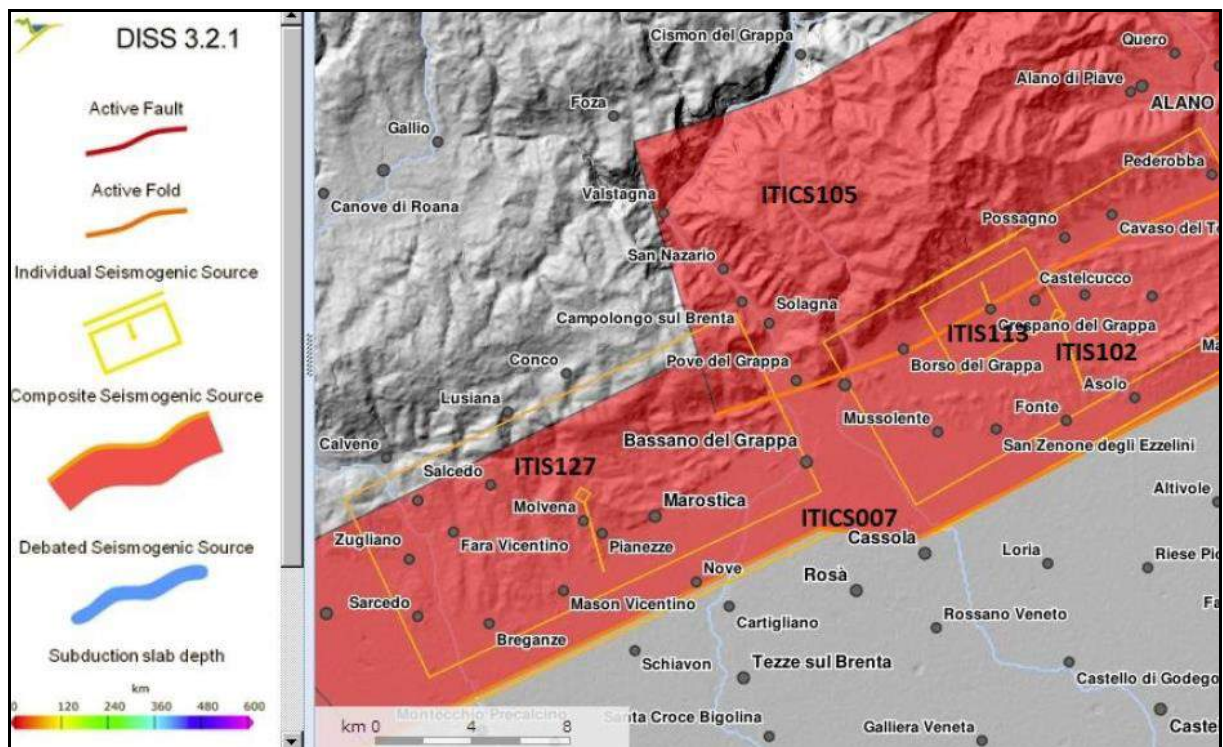 DISS 3.2.1
Active Fault
Active Fold
Individual Seismogenic Source
Composite Seismogenic Source
Debated Seismogenic Source
Subduction slab depth
km
0 120 240 360 480 600
Cismon del Grappa
Quero
Alano di Piave
ALANO
Foza
Gallio
Pederobba
Canove di Roana
Valstagna
ITICS105
Possagno
Cavaso del T
San Nazario
Castelcucco
Solagna
Campolongo sul Brenta
Crespano del Grappa
ITIS113
ITIS102
Conco
Pove del Grappa
Borso del Grappa
Ma
Asolo
Lusiana
Mussolente
Fonte
Calvene
Bassano del Grappa
San Zenone degli Ezzelini
Salcedo
ITIS127
Altivole
Molvena
Marostica
ITICS007
Cassola
Zugliano
Fara Vicentino
Pianezze
Loria
Riese Pi
Nove
Rosà
Sarcedo
Mason Vicentino
Fa
Cartigliano
Rossano Veneto
Breganze
Schiavon
Tezze sul Brenta
Castello di Godego
Montecchio Precalcino
Santa Croce Bigolina
Galliera Veneta
Caste
km 0 4 8